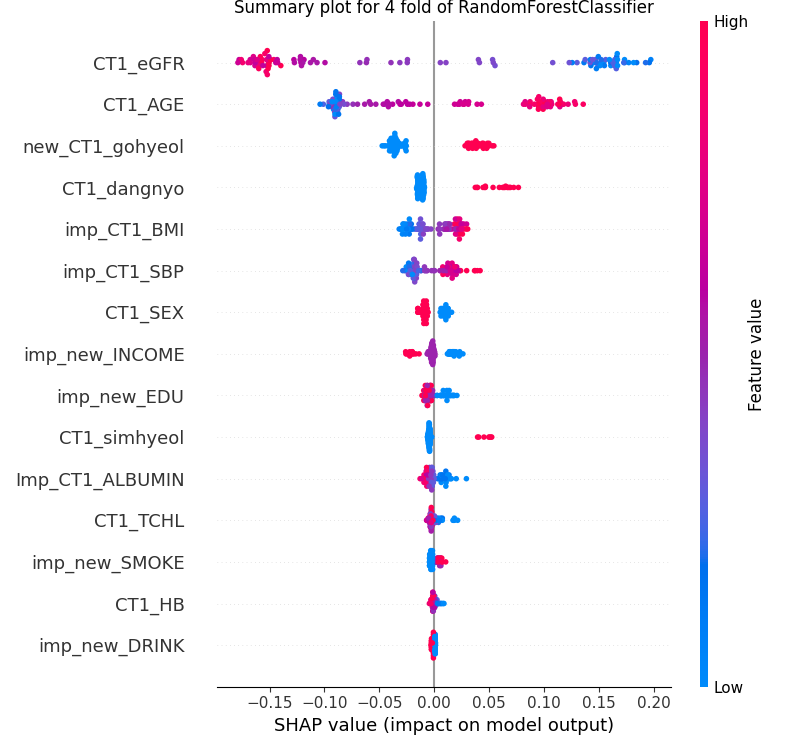 Summary plot for 4 fold of RandomForestClassifier
High
CT1_eGFR
CT1_AGE
new_CT1_gohyeol
CT1_dangnyo
imp_CT1_BMI
imp_CT1_SBP
CT1_SEX
imp_new_INCOME
imp_new_EDU
CT1_simhyeol
Imp_CT1_ALBUMIN
CT1_TCHL
imp_new_SMOKE
CT1_HB
imp_new_DRINK
Feature value
Low
−0.15 −0.10 −0.05 0.00 0.05 0.10 0.15 0.20
SHAP value (impact on model output)